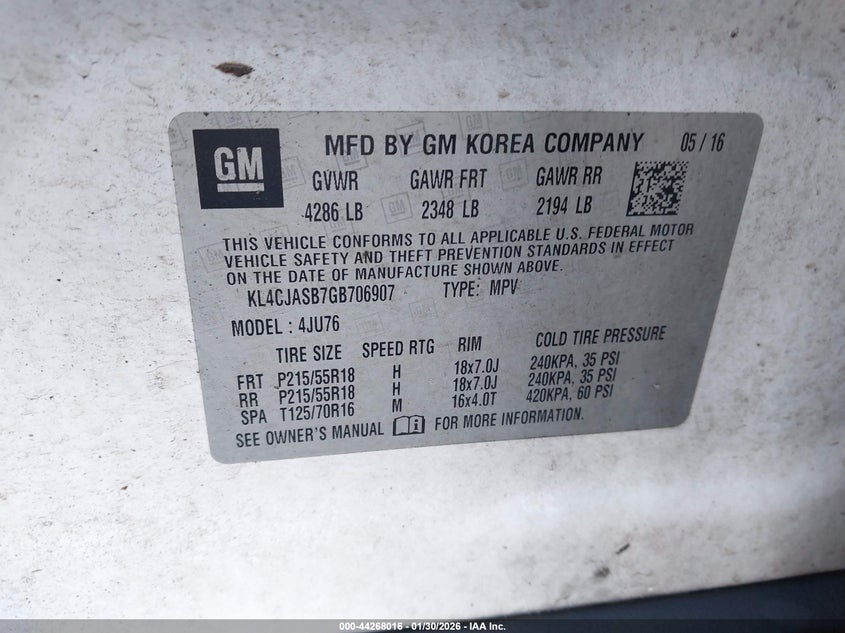 GM
MFD BY GM KOREA COMPANY 05 / 16
GVWR GAWR FRT GAWR RR
4286 LB 2348 LB 2194 LB
THIS VEHICLE CONFORMS TO ALL APPLICABLE U.S. FEDERAL MOTOR
VEHICLE SAFETY AND THEFT PREVENTION STANDARDS IN EFFECT
ON THE DATE OF MANUFACTURE SHOWN ABOVE.
KL4CJASB7GB706907 TYPE: MPV
MODEL : 4JU76
TIRE SIZE SPEED RTG RIM COLD TIRE PRESSURE
FRT P215/55R18 H 18x7.0J 240KPA, 35 PSI
RR P215/55R18 H 18x7.0J 240KPA, 35 PSI
SPA T125/70R16 M 16x4.0T 420KPA, 60 PSI
SEE OWNER'S MANUAL FOR MORE INFORMATION.
000-44268016 - 01/30/2026 - IAA Inc.